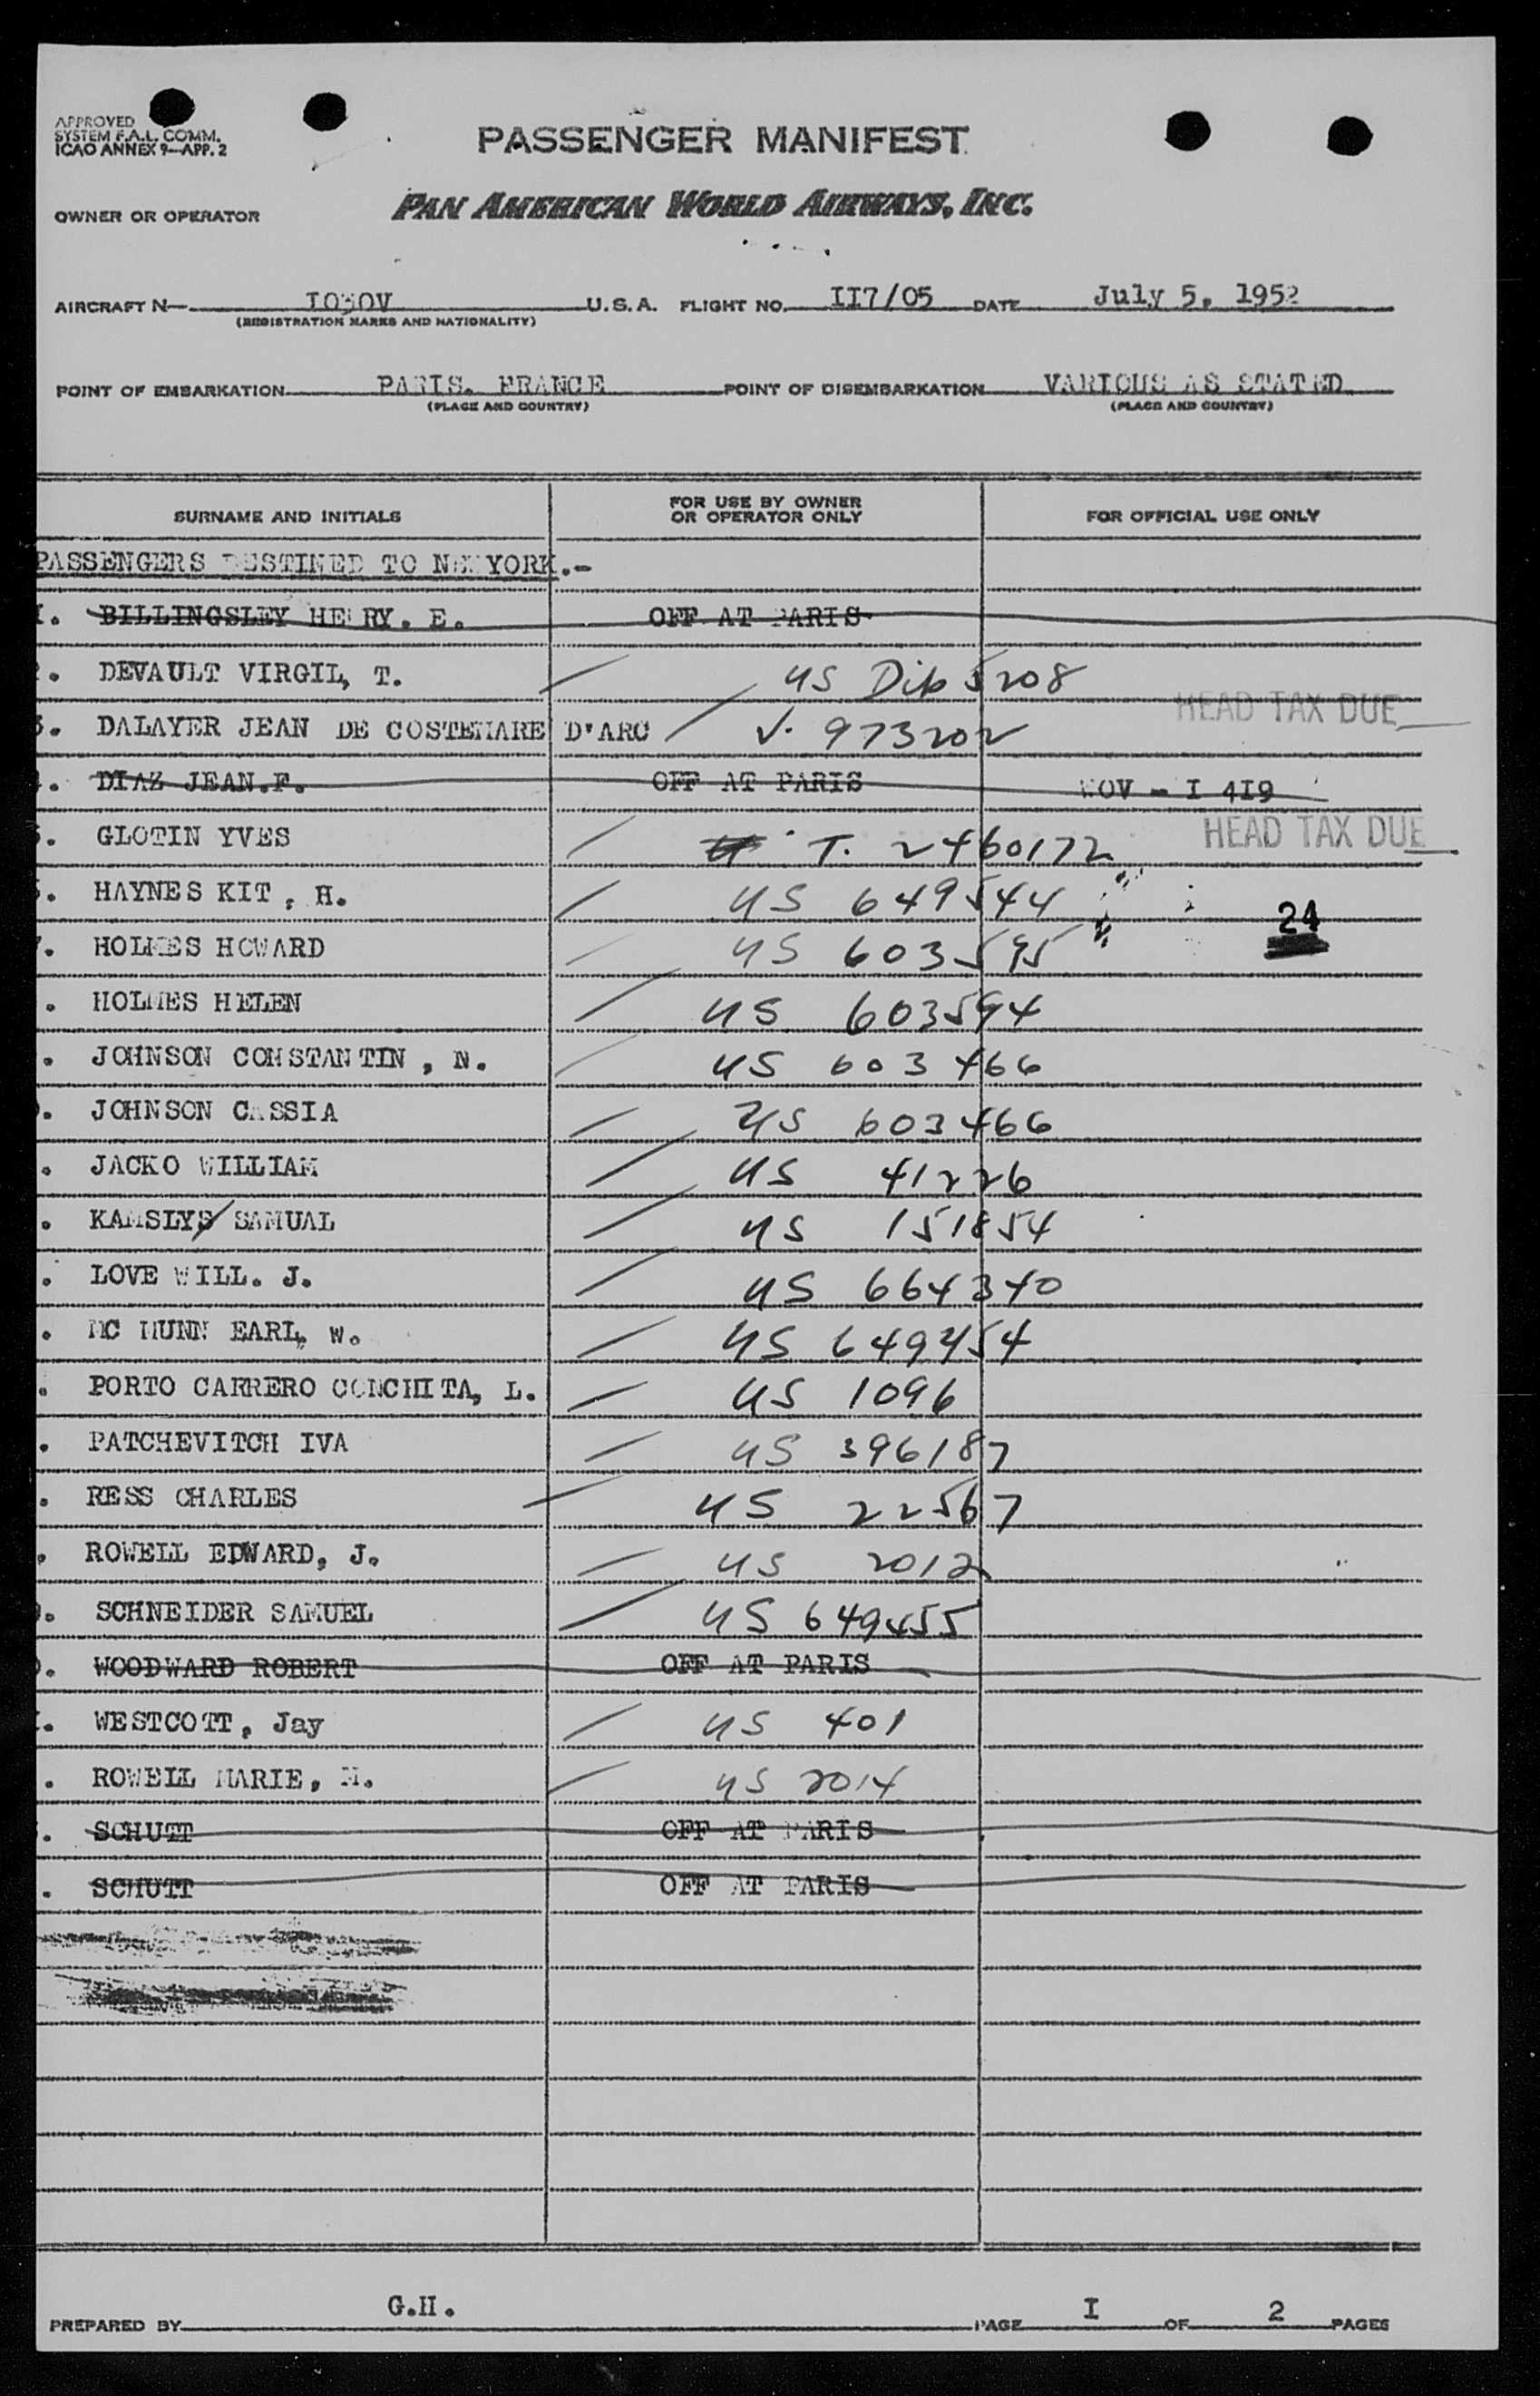 APPROVED
SYSTEM F.A.L. COMM.
ICAO ANNEX 9—APP. 2
PASSENGER MANIFEST
OWNER OR OPERATOR PAN AMERICAN WORLD AIRWAYS, INC.
AIRCRAFT N— I030V U.S.A. FLIGHT NO. II7/05 DATE July 5, 1952
(REGISTRATION MARKS AND NATIONALITY)
POINT OF EMBARKATION PARIS. FRANCE POINT OF DISEMBARKATION VARIOUS AS STATED
(PLACE AND COUNTRY) (PLACE AND COUNTRY)
SURNAME AND INITIALS FOR USE BY OWNER OR OPERATOR ONLY FOR OFFICIAL USE ONLY
PASSENGERS DESTINED TO NEW YORK.-
. BILLINGSLEY HENRY. E. OFF AT PARIS
. DEVAULT VIRGIL, T. US Dip 5208
HEAD TAX DUE
. DALAYER JEAN DE COSTEMARE D'ARC V. 973202
. DIAZ JEAN.F. OFF AT PARIS WOV - I 419
. GLOTIN YVES T. 2460172 HEAD TAX DUE
. HAYNES KIT, H. US 649544
24
. HOLMES HOWARD US 603595
. HOLMES HELEN US 603594
. JOHNSON CONSTANTIN, N. US 603466
. JOHNSON CASSIA US 603466
. JACKO WILLIAM US 41226
. KAMSLYS SAMUAL US 151854
. LOVE WILL. J. US 664340
. MC MUNN EARL, W. US 649454
. PORTO CARRERO CONCHITA, L. US 1096
. PATCHEVITCH IVA US 396187
. RESS CHARLES US 22567
. ROWELL EDWARD, J. US 2012
. SCHNEIDER SAMUEL US 649455
. WOODWARD ROBERT OFF AT PARIS
. WESTCOTT, Jay US 401
. ROWELL MARIE, M. US 2014
. SCHUTT OFF AT PARIS
. SCHUTT OFF AT PARIS
PREPARED BY G.H. PAGE I OF 2 PAGES